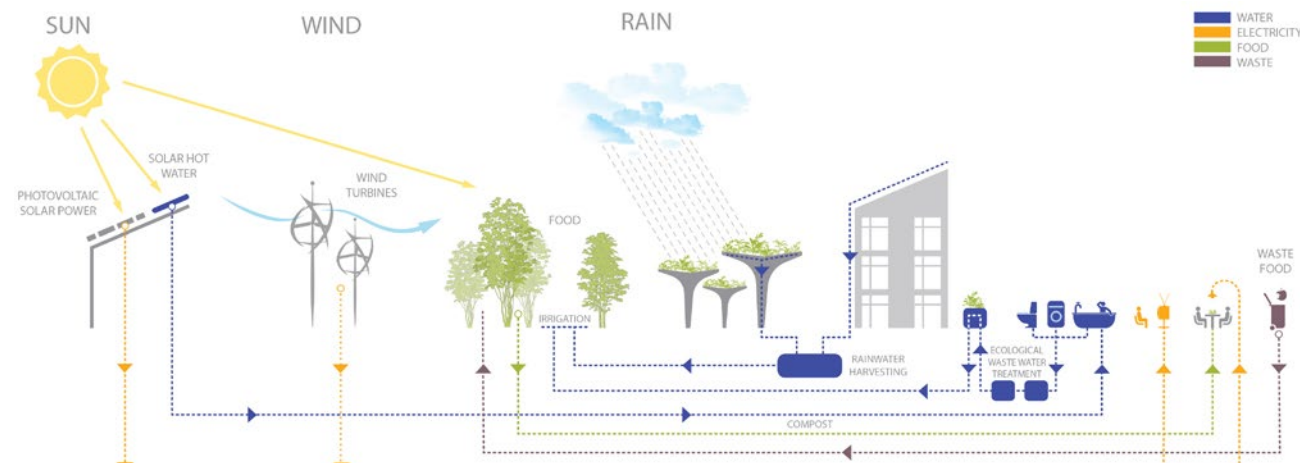 SUN
WIND
RAIN
WATER
ELECTRICITY
FOOD
WASTE
SOLAR HOT
WATER
PHOTOVOLTAIC
SOLAR POWER
WIND
TURBINES
FOOD
WASTE
FOOD
IRRIGATION
RAINWATER
HARVESTING
ECOLOGICAL
WASTE WATER
TREATMENT
COMPOST